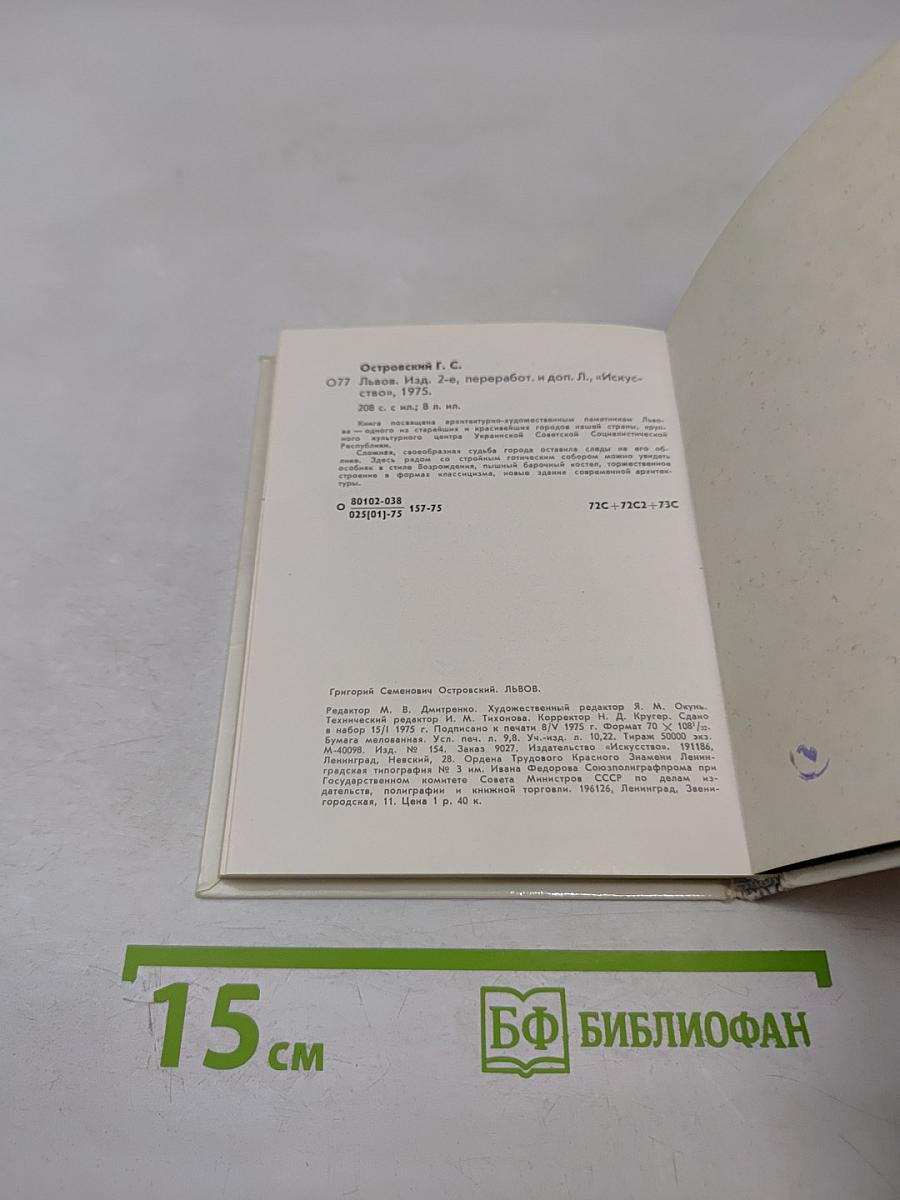 Островский Г. С.
О77 Львов. Изд. 2-е, переработ. и доп. Л., «Искус-
ство», 1975.
208 с. с ил.; 8 л. ил.
Книга посвящена архитектурно-художественным памятникам Льво-
ва — одного из старейших и красивейших городов нашей страны, круп-
ного культурного центра Украинской Советской Социалистической
Республики.
Сложная, своеобразная судьба города оставила следы на его об-
лике. Здесь рядом со стройным готическим собором можно увидеть
особняк в стиле Возрождения, пышный барочный костел, торжественное
строение в формах классицизма, новые здания современной архитек-
туры.
О 80102-038
025[01]-75 157-75 72С+72С2+73С
Григорий Семенович Островский. ЛЬВОВ.
Редактор М. В. Дмитренко. Художественный редактор Я. М. Окунь.
Технический редактор И. М. Тихонова. Корректор Н. Д. Кругер. Сдано
в набор 15/I 1975 г. Подписано к печати 8/V 1975 г. Формат 70 × 108¹/₃₂.
Бумага мелованная. Усл. печ. л. 9,8. Уч.-изд. л. 10,22. Тираж 50000 экз.
М-40098. Изд. № 154. Заказ 9027. Издательство «Искусство». 191186,
Ленинград, Невский, 28. Ордена Трудового Красного Знамени Ленин-
градская типография № 3 им. Ивана Федорова Союзполиграфпрома при
Государственном комитете Совета Министров СССР по делам из-
дательств, полиграфии и книжной торговли. 196126, Ленинград, Звени-
городская, 11. Цена 1 р. 40 к.
15 см
БФ БИБЛИОФАН